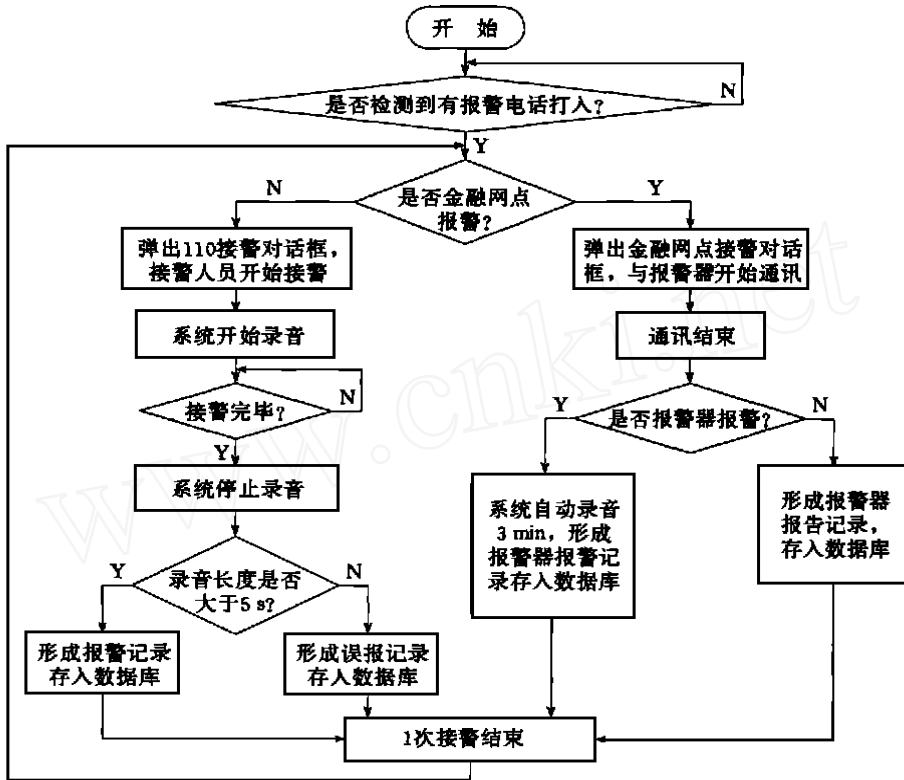 开 始
是否检测到有报警电话打入?
N
Y
是否金融网点
报警?
N
Y
弹出110接警对话框,
接警人员开始接警
弹出金融网点接警对话
框,与报警器开始通讯
系统开始录音
通讯结束
接警完毕?
N
Y
是否报警器报警?
Y
N
系统停止录音
系统自动录音
3 min,形成
报警器报警记
录存入数据库
形成报警器
报告记录,
存入数据库
录音长度是否
大于5 s?
Y
N
形成报警记录
存入数据库
形成误报记录
存入数据库
1次接警结束
www.cnki.net